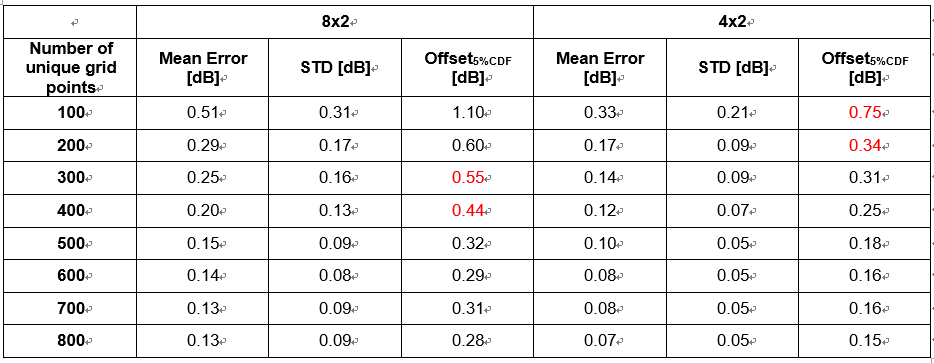 8x2 4x2
Number of unique grid points Mean Error [dB] STD [dB] Offset5%CDF [dB] Mean Error [dB] STD [dB] Offset5%CDF [dB]
100 0.51 0.31 1.10 0.33 0.21 0.75
200 0.29 0.17 0.60 0.17 0.09 0.34
300 0.25 0.16 0.55 0.14 0.09 0.31
400 0.20 0.13 0.44 0.12 0.07 0.25
500 0.15 0.09 0.32 0.10 0.05 0.18
600 0.14 0.08 0.29 0.08 0.05 0.16
700 0.13 0.09 0.31 0.08 0.05 0.16
800 0.13 0.09 0.28 0.07 0.05 0.15